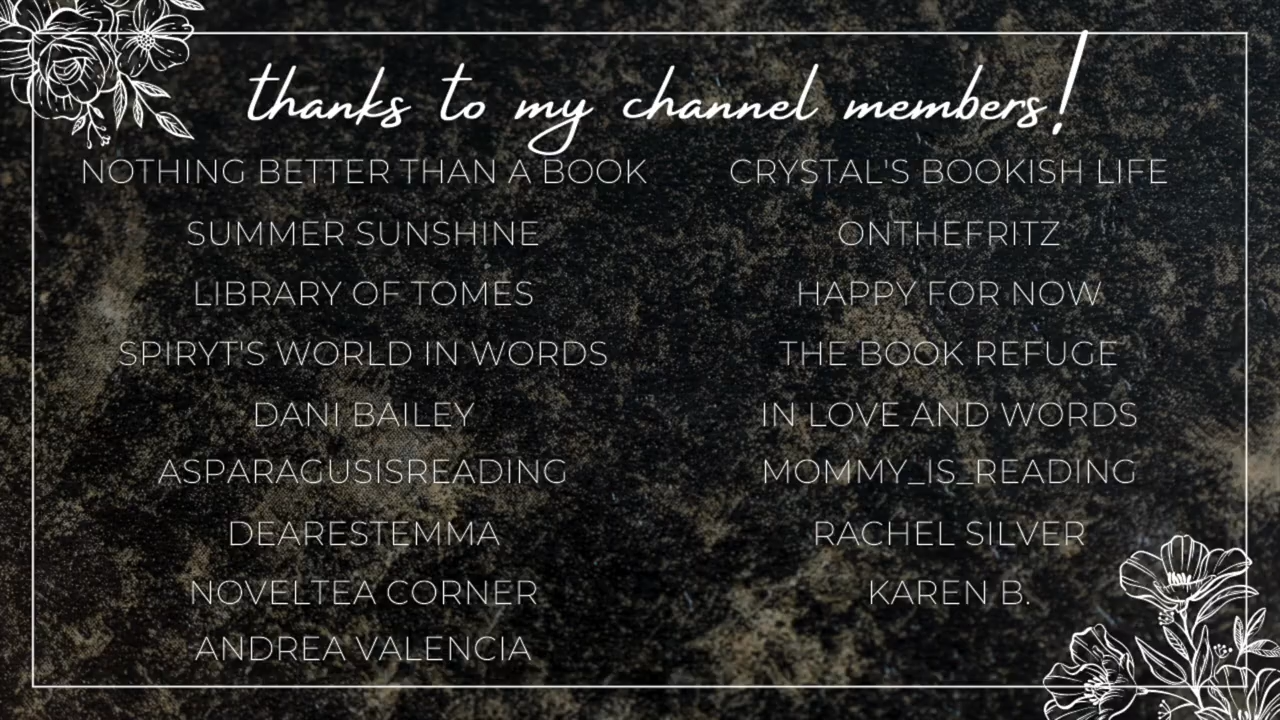 thanks to my channel members!
NOTHING BETTER THAN A BOOK
SUMMER SUNSHINE
LIBRARY OF TOMES
SPIRYT'S WORLD IN WORDS
DANI BAILEY
ASPARAGUSISREADING
DEARESTEMMA
NOVELTEA CORNER
ANDREA VALENCIA
CRYSTAL'S BOOKISH LIFE
ONTHEFRITZ
HAPPY FOR NOW
THE BOOK REFUGE
IN LOVE AND WORDS
MOMMY_IS_READING
RACHEL SILVER
KAREN B.